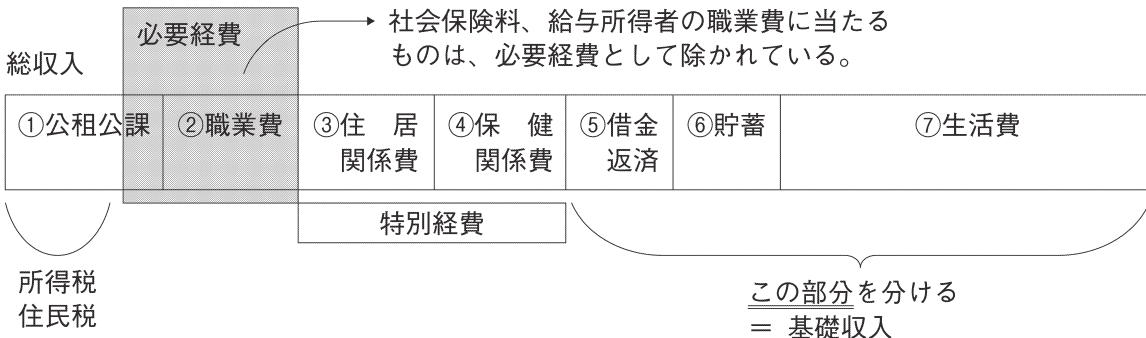 必要経費
社会保険料、給与所得者の職業費に当たる
ものは、必要経費として除かれている。
総収入
①公租公課
②職業費
③住　居
関係費
④保　健
関係費
⑤借金
返済
⑥貯蓄
⑦生活費
特別経費
所得税
住民税
この部分を分ける
＝ 基礎収入